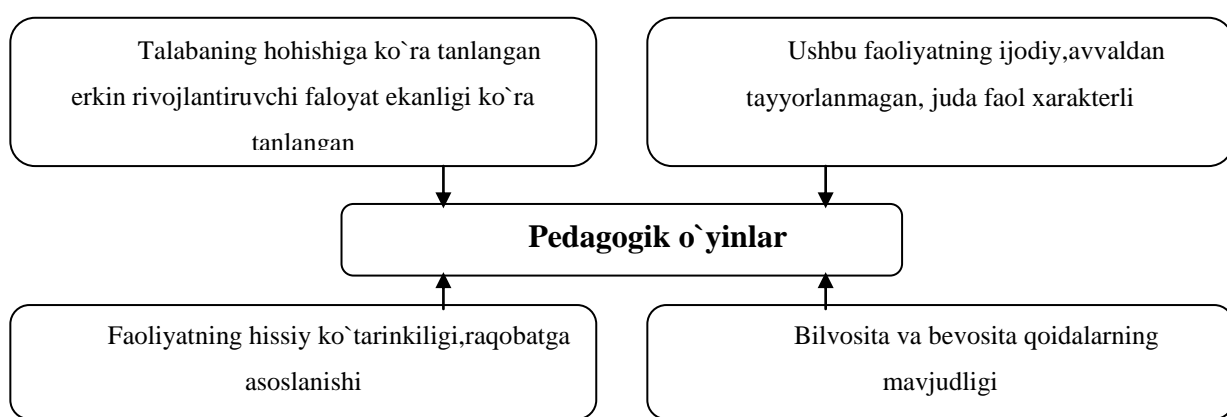 Talabaning hohishiga ko`ra tanlangan
erkin rivojlantiruvchi faloyat ekanligi ko`ra
tanlangan
Ushbu faoliyatning ijodiy,avvaldan
tayyorlanmagan, juda faol xarakterli
Pedagogik o`yinlar
Faoliyatning hissiy ko`tarinkiligi,raqobatga
asoslanishi
Bilvosita va bevosita qoidalarning
mavjudligi